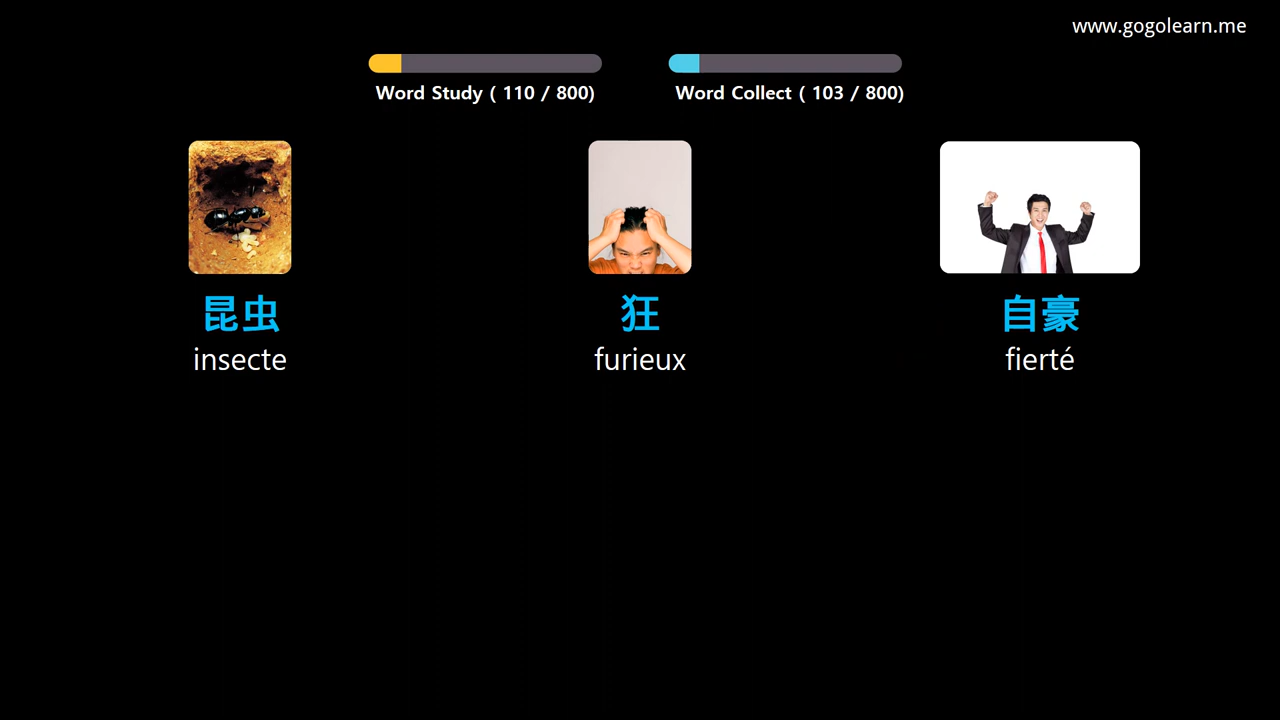 www.gogolearn.me
Word Study ( 110 / 800)
Word Collect ( 103 / 800)
昆虫
狂
自豪
insecte
furieux
fierté